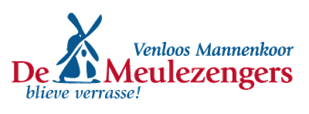 Venloos Mannenkoor
De Meulezengers
blieve verrasse!